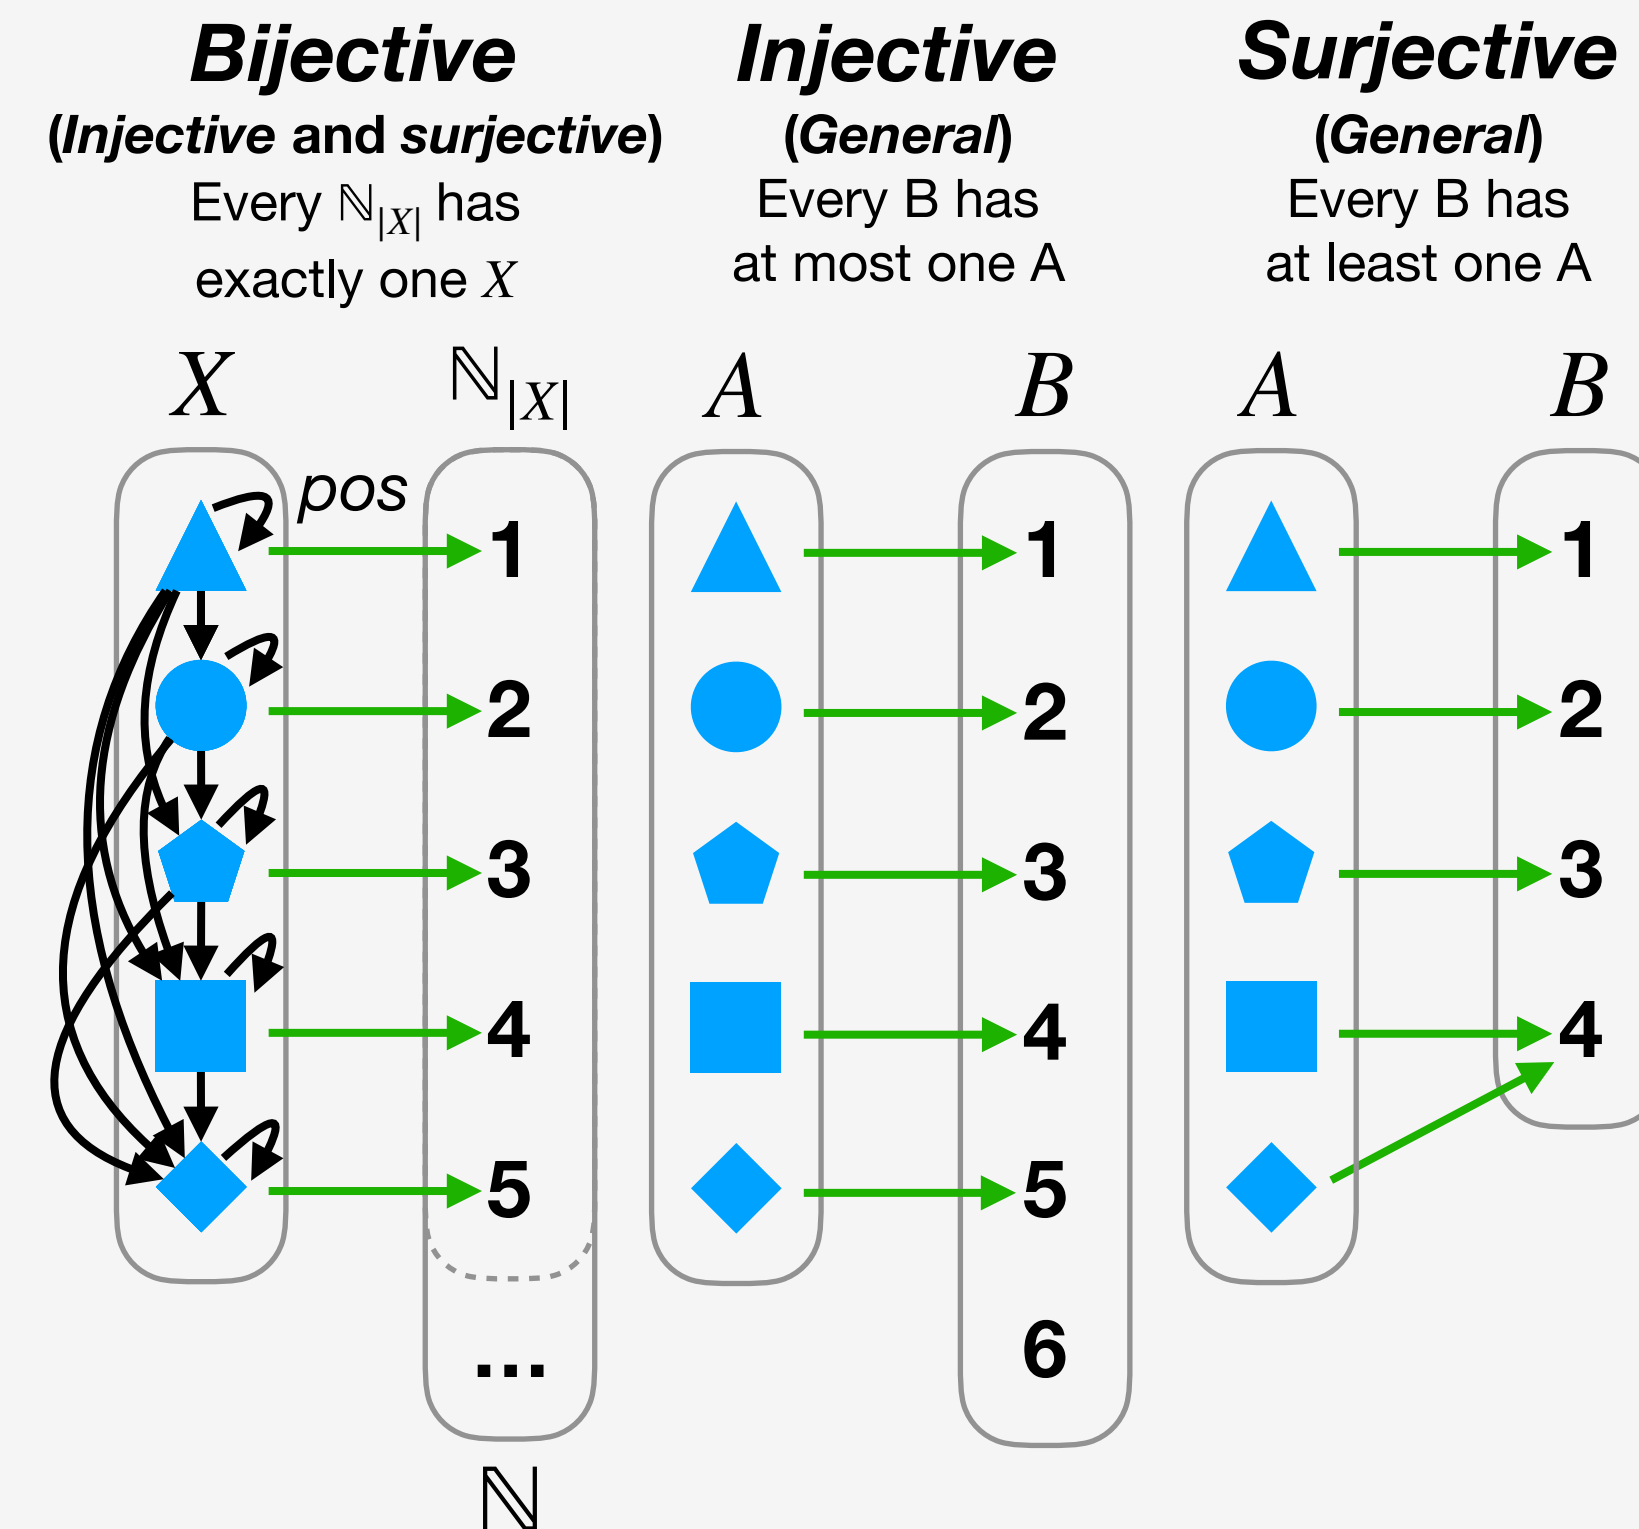 Bijective
(Injective and surjective)
Every ℕ|X| has
exactly one X
X
ℕ|X|
pos
1
2
3
4
5
...
ℕ
Injective
(General)
Every B has
at most one A
A
B
1
2
3
4
5
6
Surjective
(General)
Every B has
at least one A
A
B
1
2
3
4